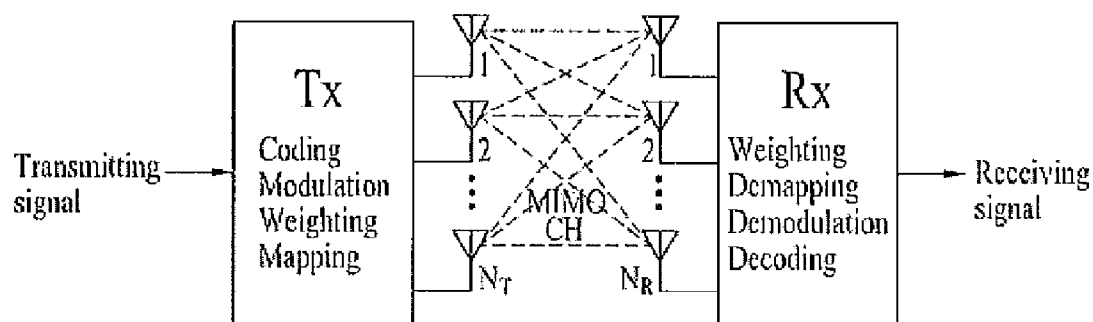 Transmitting
signal
Tx
Coding
Modulation
Weighting
Mapping
1
2
N_T
MIMO
CH
1
2
N_R
Rx
Weighting
Demapping
Demodulation
Decoding
Receiving
signal